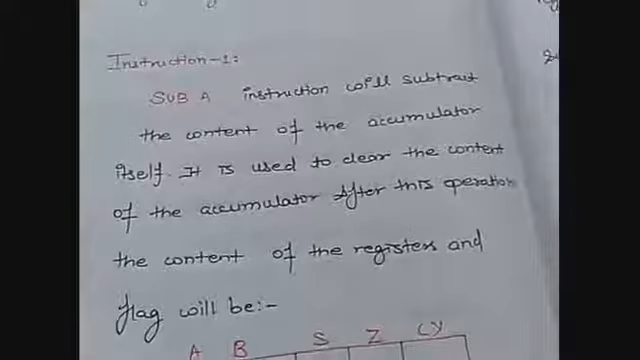 Instruction-1:
SUB A instruction will subtract
the content of the accumulator
itself. It is used to clear the content
of the accumulator After this operation
the content of the registers and
flag will be:-
A B S Z CY